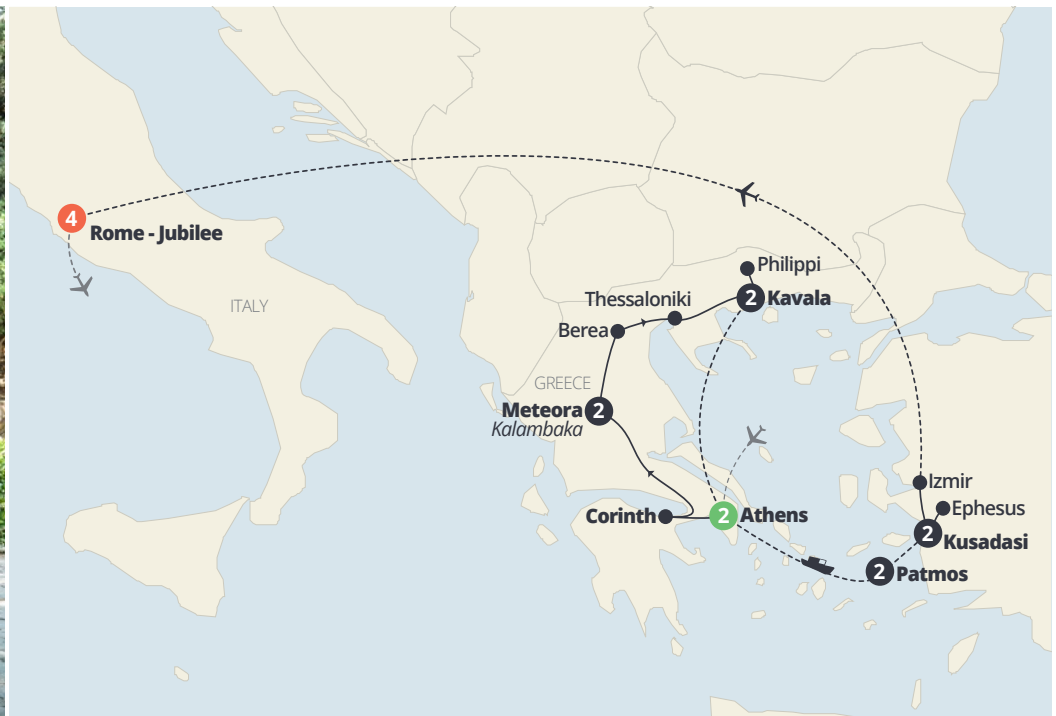 4
Rome - Jubilee
ITALY
Philippi
2 Kavala
Thessaloniki
Berea
GREECE
Meteora 2
Kalambaka
Izmir
Ephesus
Corinth
2 Athens
2
Kusadasi
2 Patmos